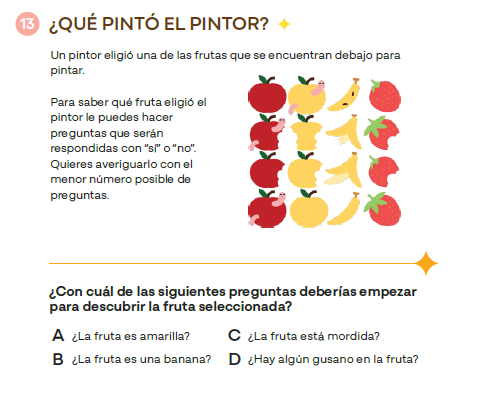 13 ¿QUÉ PINTÓ EL PINTOR?
Un pintor eligió una de las frutas que se encuentran debajo para
pintar.
Para saber qué fruta eligió el
pintor le puedes hacer
preguntas que serán
respondidas con “sí” o “no”.
Quieres averiguarlo con el
menor número posible de
preguntas.
¿Con cuál de las siguientes preguntas deberías empezar
para descubrir la fruta seleccionada?
A ¿La fruta es amarilla?
C ¿La fruta está mordida?
B ¿La fruta es una banana?
D ¿Hay algún gusano en la fruta?